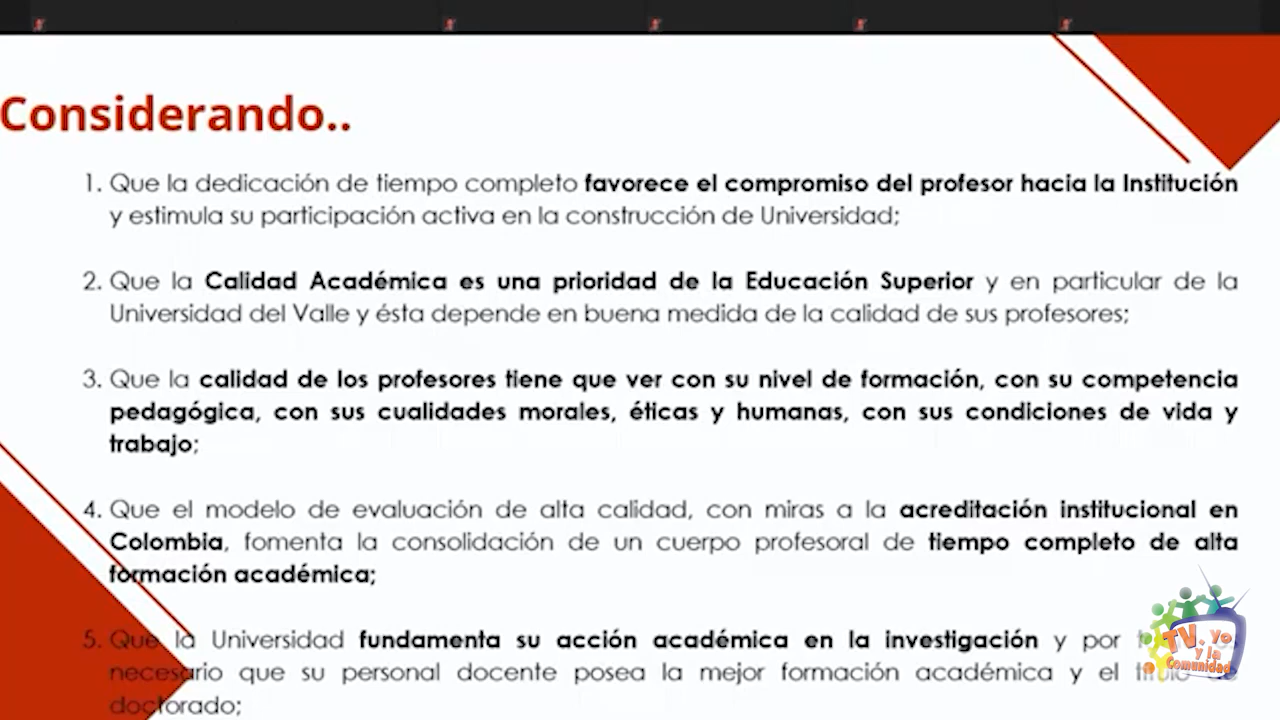 Considerando..
1. Que la dedicación de tiempo completo favorece el compromiso del profesor hacia la Institución
y estimula su participación activa en la construcción de Universidad;
2. Que la Calidad Académica es una prioridad de la Educación Superior y en particular de la
Universidad del Valle y ésta depende en buena medida de la calidad de sus profesores;
3. Que la calidad de los profesores tiene que ver con su nivel de formación, con su competencia
pedagógica, con sus cualidades morales, éticas y humanas, con sus condiciones de vida y
trabajo;
4. Que el modelo de evaluación de alta calidad, con miras a la acreditación institucional en
Colombia, fomenta la consolidación de un cuerpo profesoral de tiempo completo de alta
formación académica;
5. Que la Universidad fundamenta su acción académica en la investigación y por
necesario que su personal docente posea la mejor formación académica y el título
doctorado;
TV, Yo
y la
Comunidad